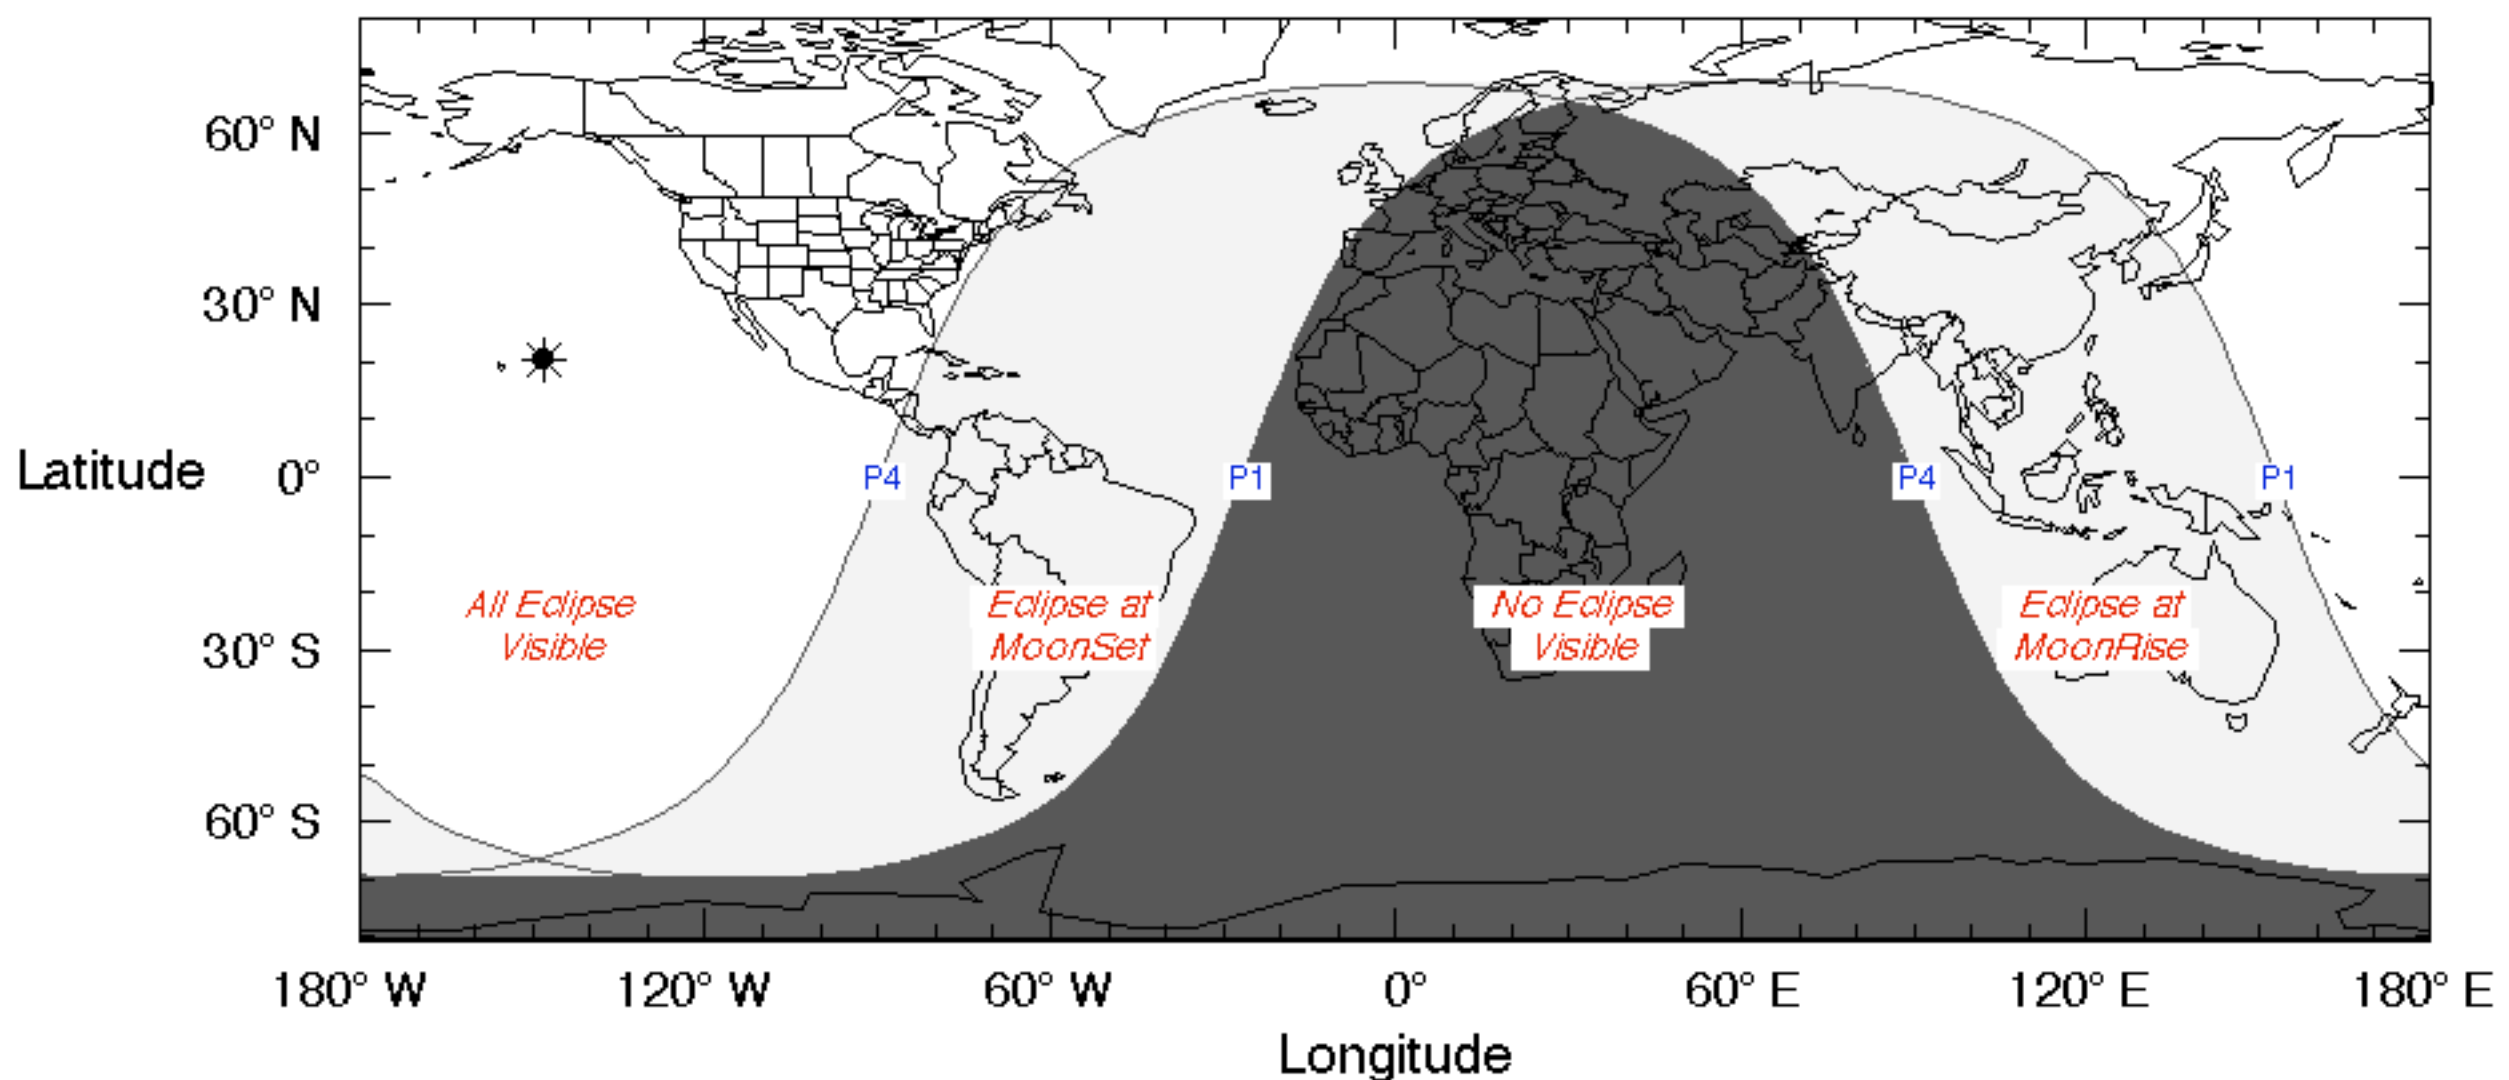 60° N
30° N
Latitude 0°
P4 P1 P4 P1
All Eclipse Eclipse at No Eclipse Eclipse at
30° S Visible MoonSet Visible MoonRise
60° S
180° W 120° W 60° W 0° 60° E 120° E 180° E
Longitude